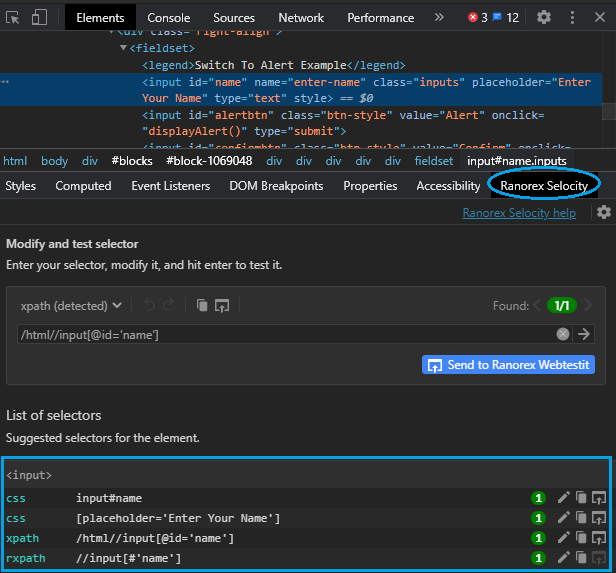 Elements Console Sources Network Performance » 3 12
<div class="right-align">
<fieldset>
<legend>Switch To Alert Example</legend>
··· <input id="name" name="enter-name" class="inputs" placeholder="Enter
Your Name" type="text" style> == $0
<input id="alertbtn" class="btn-style" value="Alert" onclick=
"displayAlert()" type="submit">
<input id="confirmbtn" class="btn-style" value="Confirm" onclick=
html body div #blocks #block-1069048 div div div div fieldset input#name.inputs
Styles Computed Event Listeners DOM Breakpoints Properties Accessibility Ranorex Selocity
Ranorex Selocity help
Modify and test selector
Enter your selector, modify it, and hit enter to test it.
xpath (detected) Found: 1/1
/html//input[@id='name']
Send to Ranorex Webtestit
List of selectors
Suggested selectors for the element.
<input>
css input#name 1
css [placeholder='Enter Your Name'] 1
xpath /html//input[@id='name'] 1
rxpath //input[#'name'] 1